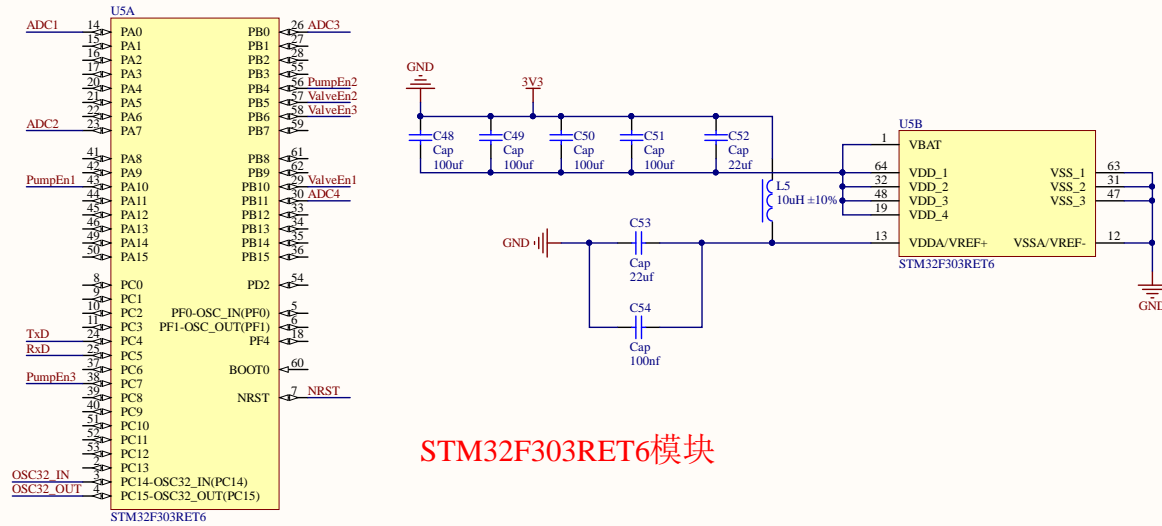 U5A
ADC1 14 PA0 PB0 26 ADC3
15 PA1 PB1 27
16 PA2 PB2 28
17 PA3 PB3 55
20 PA4 PB4 56 PumpEn2
21 PA5 PB5 57 ValveEn2
22 PA6 PB6 58 ValveEn3
ADC2 23 PA7 PB7 59
41 PA8 PB8 61
42 PA9 PB9 62
PumpEn1 43 PA10 PB10 29 ValveEn1
44 PA11 PB11 30 ADC4
45 PA12 PB12 33
46 PA13 PB13 34
49 PA14 PB14 35
50 PA15 PB15 36
8 PC0 PD2 54
9 PC1
10 PC2 PF0-OSC_IN(PF0) 5
11 PC3 PF1-OSC_OUT(PF1) 6
TxD 24 PC4 PF4 18
RxD 25 PC5
37 PC6 BOOT0 60
PumpEn3 38 PC7
39 PC8 NRST 7 NRST
40 PC9
51 PC10
52 PC11
53 PC12
2 PC13
OSC32_IN 3 PC14-OSC32_IN(PC14)
OSC32_OUT 4 PC15-OSC32_OUT(PC15)
STM32F303RET6
GND
3V3
C48
Cap
100uf
C49
Cap
100uf
C50
Cap
100uf
C51
Cap
100uf
C52
Cap
22uf
L5
10uH ±10%
GND
C53
Cap
22uf
C54
Cap
100nf
U5B
1 VBAT
64 VDD_1 VSS_1 63
32 VDD_2 VSS_2 31
48 VDD_3 VSS_3 47
19 VDD_4
13 VDDA/VREF+ VSSA/VREF- 12
STM32F303RET6
GND
STM32F303RET6模块